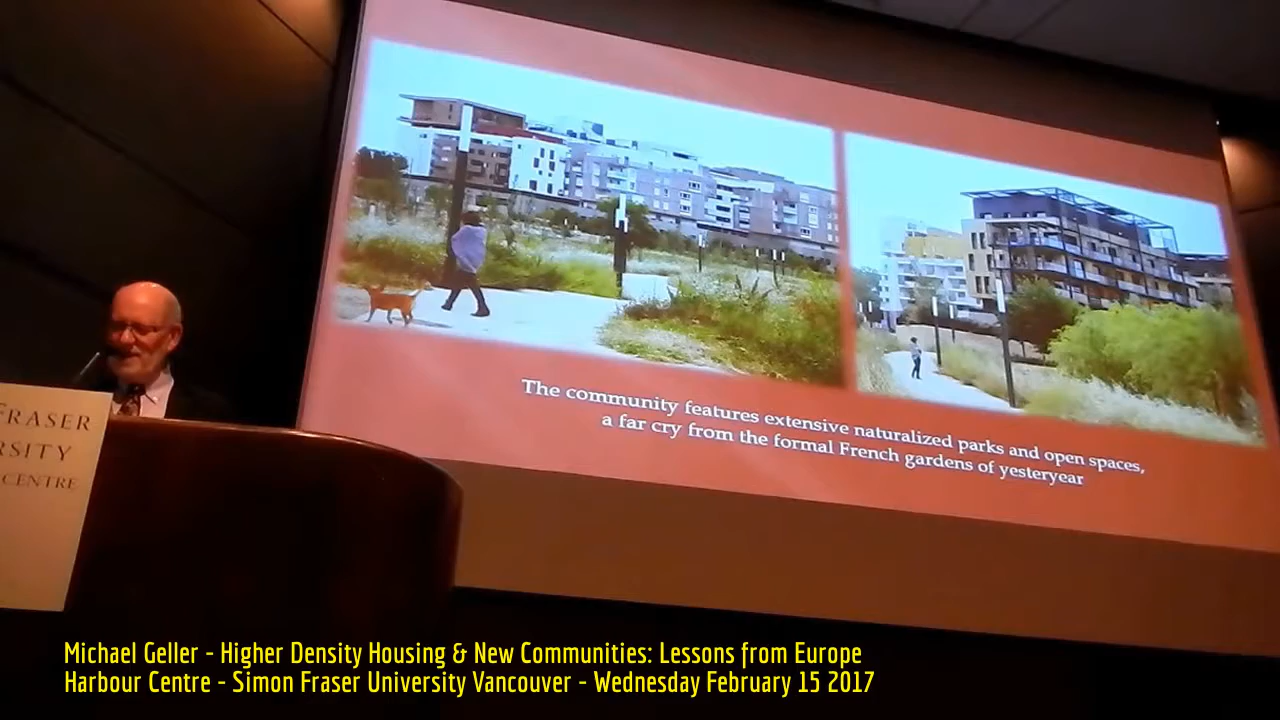 The community features extensive naturalized parks and open spaces,
a far cry from the formal French gardens of yesteryear
FRASER
RSITY
CENTRE
Michael Geller - Higher Density Housing & New Communities: Lessons from Europe
Harbour Centre - Simon Fraser University Vancouver - Wednesday February 15 2017